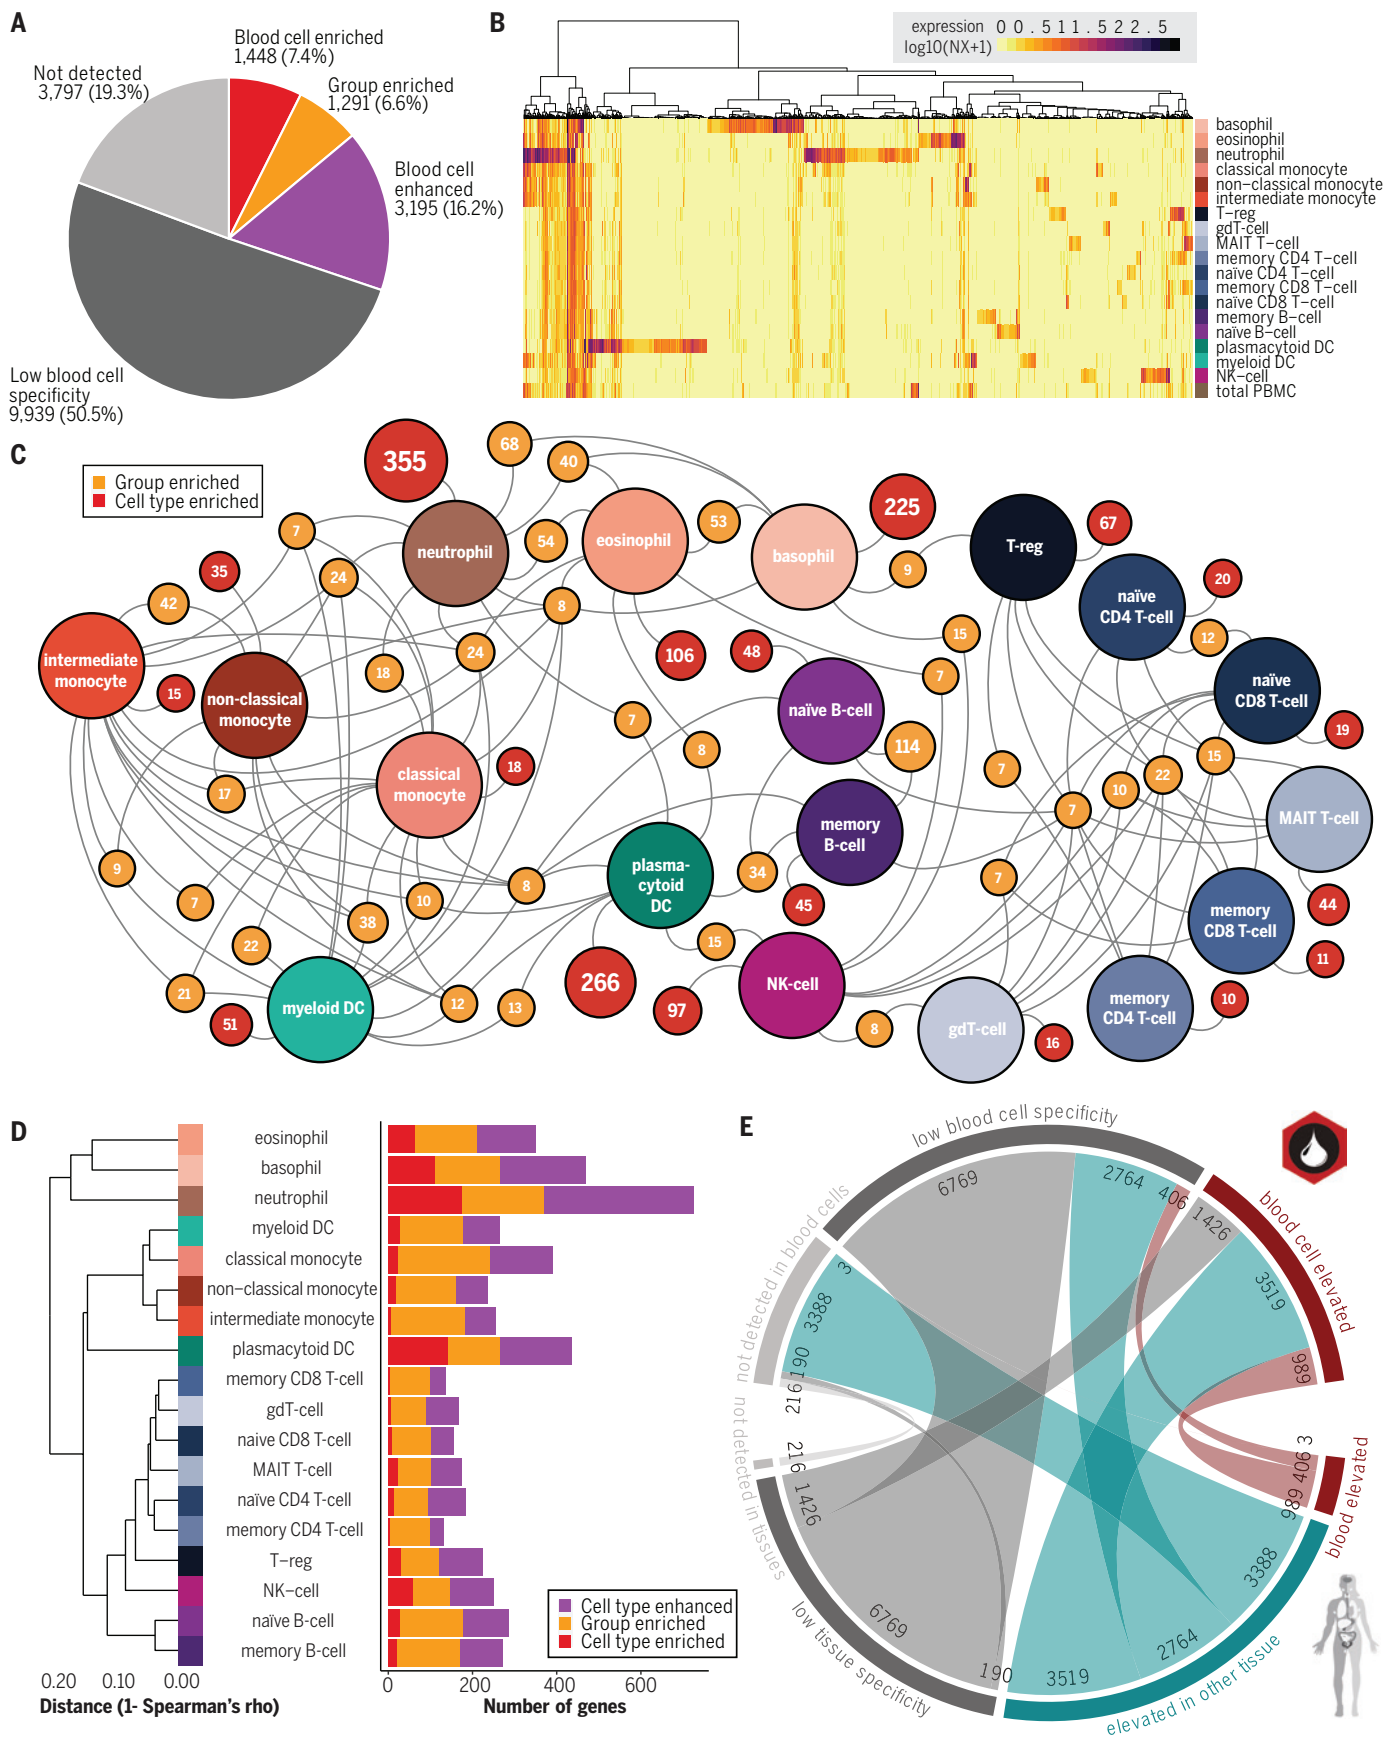 A
Blood cell enriched
1,448 (7.4%)
Not detected
3,797 (19.3%)
Group enriched
1,291 (6.6%)
Blood cell
enhanced
3,195 (16.2%)
Low blood cell
specificity
9,939 (50.5%)
B
expression
log10(NX+1)
0 0.5 1 1.5 2 2.5
basophil
eosinophil
neutrophil
classical monocyte
non-classical monocyte
intermediate monocyte
T-reg
gdT-cell
MAIT T-cell
memory CD4 T-cell
naïve CD4 T-cell
memory CD8 T-cell
naïve CD8 T-cell
memory B-cell
naïve B-cell
plasmacytoid DC
myeloid DC
NK-cell
total PBMC
C
Group enriched
Cell type enriched
355
68
40
neutrophil
54
eosinophil
53
basophil
225
9
T-reg
67
7
35
24
42
8
naïve
CD4 T-cell
20
12
intermediate
monocyte
15
non-classical
monocyte
18
24
106
48
15
7
naïve
CD8 T-cell
19
7
8
naïve B-cell
114
17
classical
monocyte
18
7
10
22
15
7
MAIT T-cell
memory
B-cell
9
7
8
plasma-
cytoid
DC
34
45
7
memory
CD8 T-cell
44
11
22
38
10
15
21
51
myeloid DC
12
13
266
97
NK-cell
8
gdT-cell
16
memory
CD4 T-cell
10
D
eosinophil
basophil
neutrophil
myeloid DC
classical monocyte
non-classical monocyte
intermediate monocyte
plasmacytoid DC
memory CD8 T-cell
gdT-cell
naive CD8 T-cell
MAIT T-cell
naïve CD4 T-cell
memory CD4 T-cell
T-reg
NK-cell
naïve B-cell
memory B-cell
0.20 0.10 0.00
Distance (1- Spearman's rho)
Cell type enhanced
Group enriched
Cell type enriched
0 200 400 600
Number of genes
E
low blood cell specificity
6769
2764
406
1426
blood cell elevated
3519
989
not detected in blood cells
3
3388
190
216
not detected in tissues
216
low tissue specificity
1426
6769
190
elevated in other tissue
3519
2764
3388
blood elevated
989
406
3